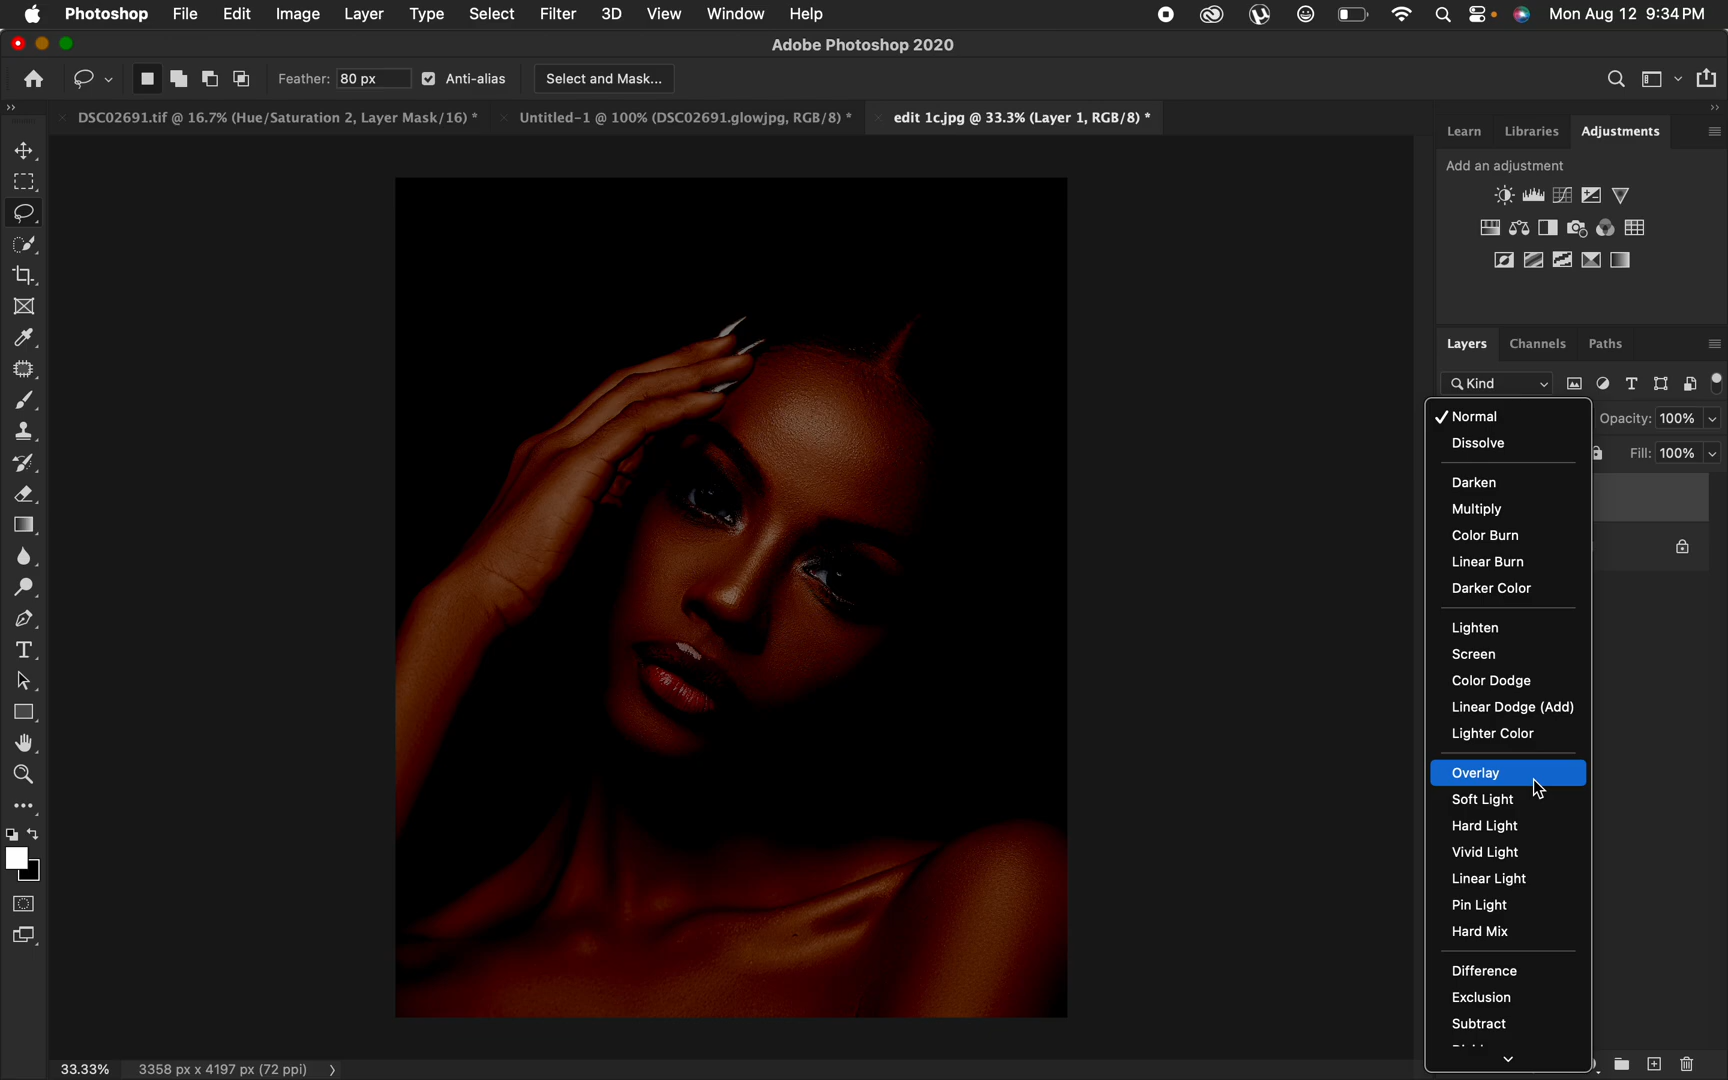 Photoshop File Edit Image Layer Type Select Filter 3D View Window Help Mon Aug 12 9:34 PM
Adobe Photoshop 2020
Feather: 80 px Anti-alias Select and Mask...
DSC02691.tif @ 16.7% (Hue/Saturation 2, Layer Mask/16) * Untitled-1 @ 100% (DSC02691.glowjpg, RGB/8) * edit 1c.jpg @ 33.3% (Layer 1, RGB/8) *
Learn Libraries Adjustments
Add an adjustment
Layers Channels Paths
Kind
Normal
Opacity: 100%
Dissolve
Fill: 100%
Darken
Multiply
Color Burn
Linear Burn
Darker Color
Lighten
Screen
Color Dodge
Linear Dodge (Add)
Lighter Color
Overlay
Soft Light
Hard Light
Vivid Light
Linear Light
Pin Light
Hard Mix
Difference
Exclusion
Subtract
33.33% 3358 px x 4197 px (72 ppi)